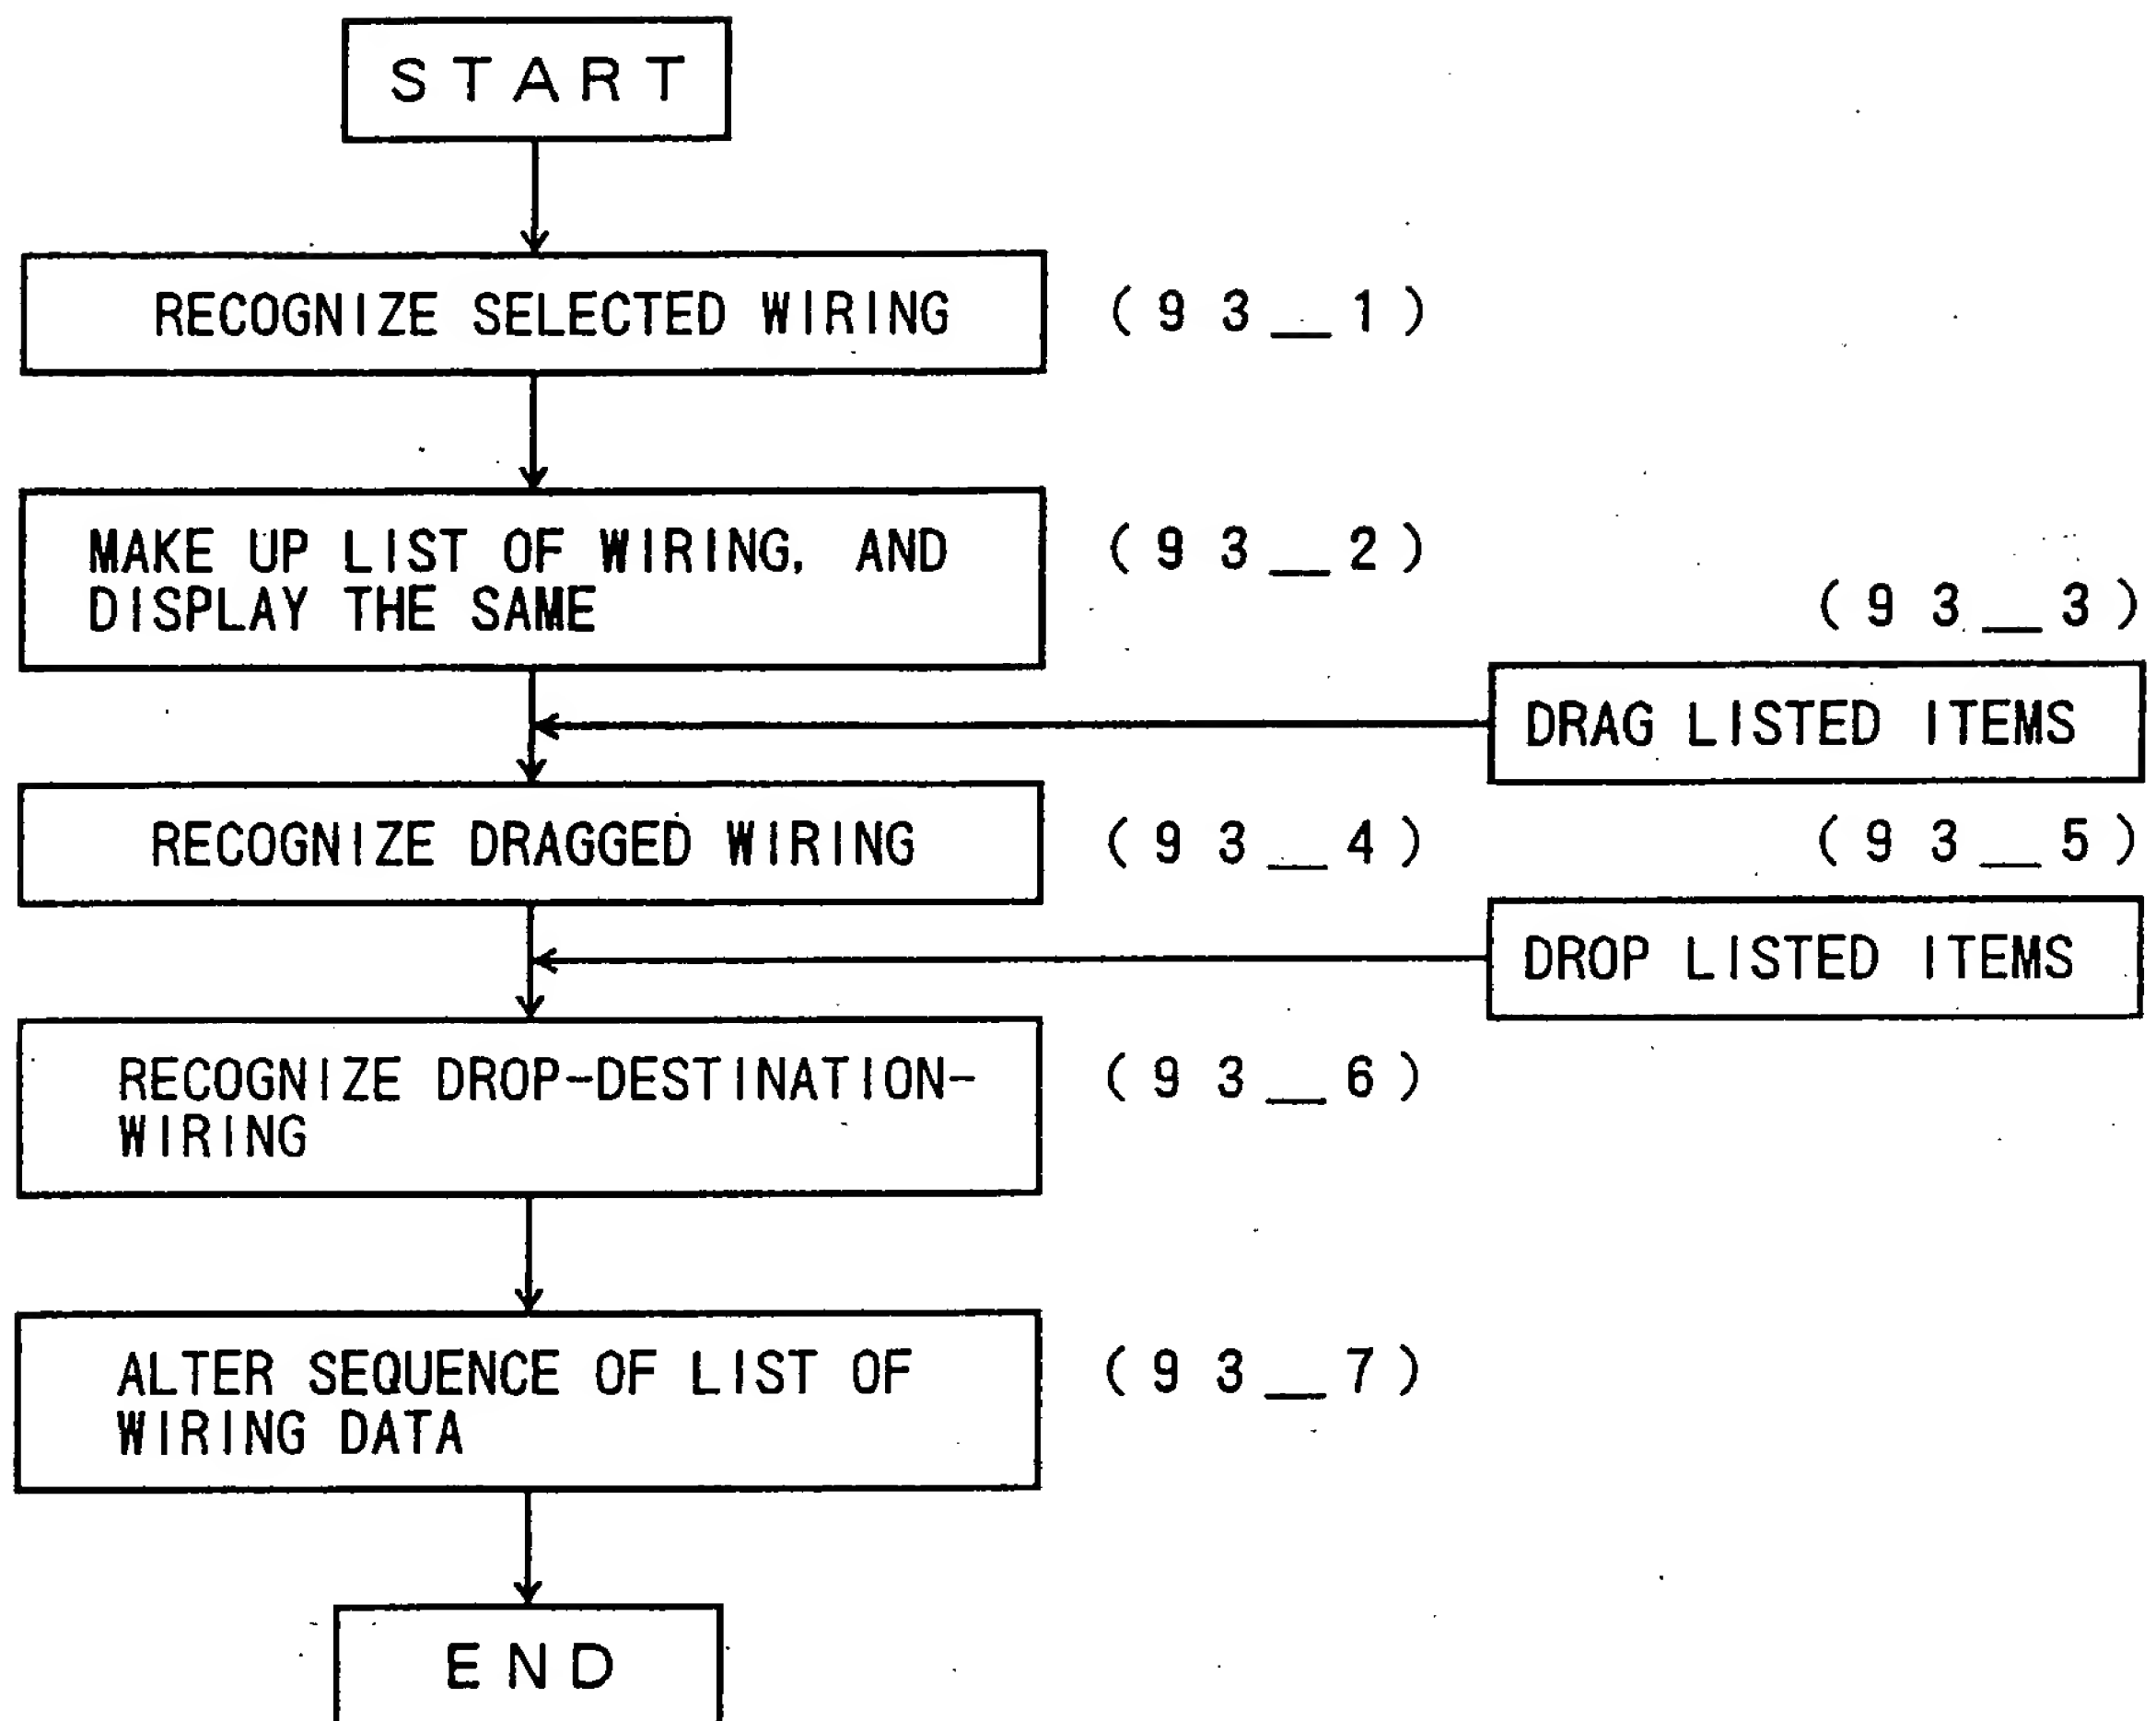 START
RECOGNIZE SELECTED WIRING (93_1)
MAKE UP LIST OF WIRING, AND (93_2)
DISPLAY THE SAME (93_3)
DRAG LISTED ITEMS
RECOGNIZE DRAGGED WIRING (93_4) (93_5)
DROP LISTED ITEMS
RECOGNIZE DROP-DESTINATION- (93_6)
WIRING
ALTER SEQUENCE OF LIST OF (93_7)
WIRING DATA
END